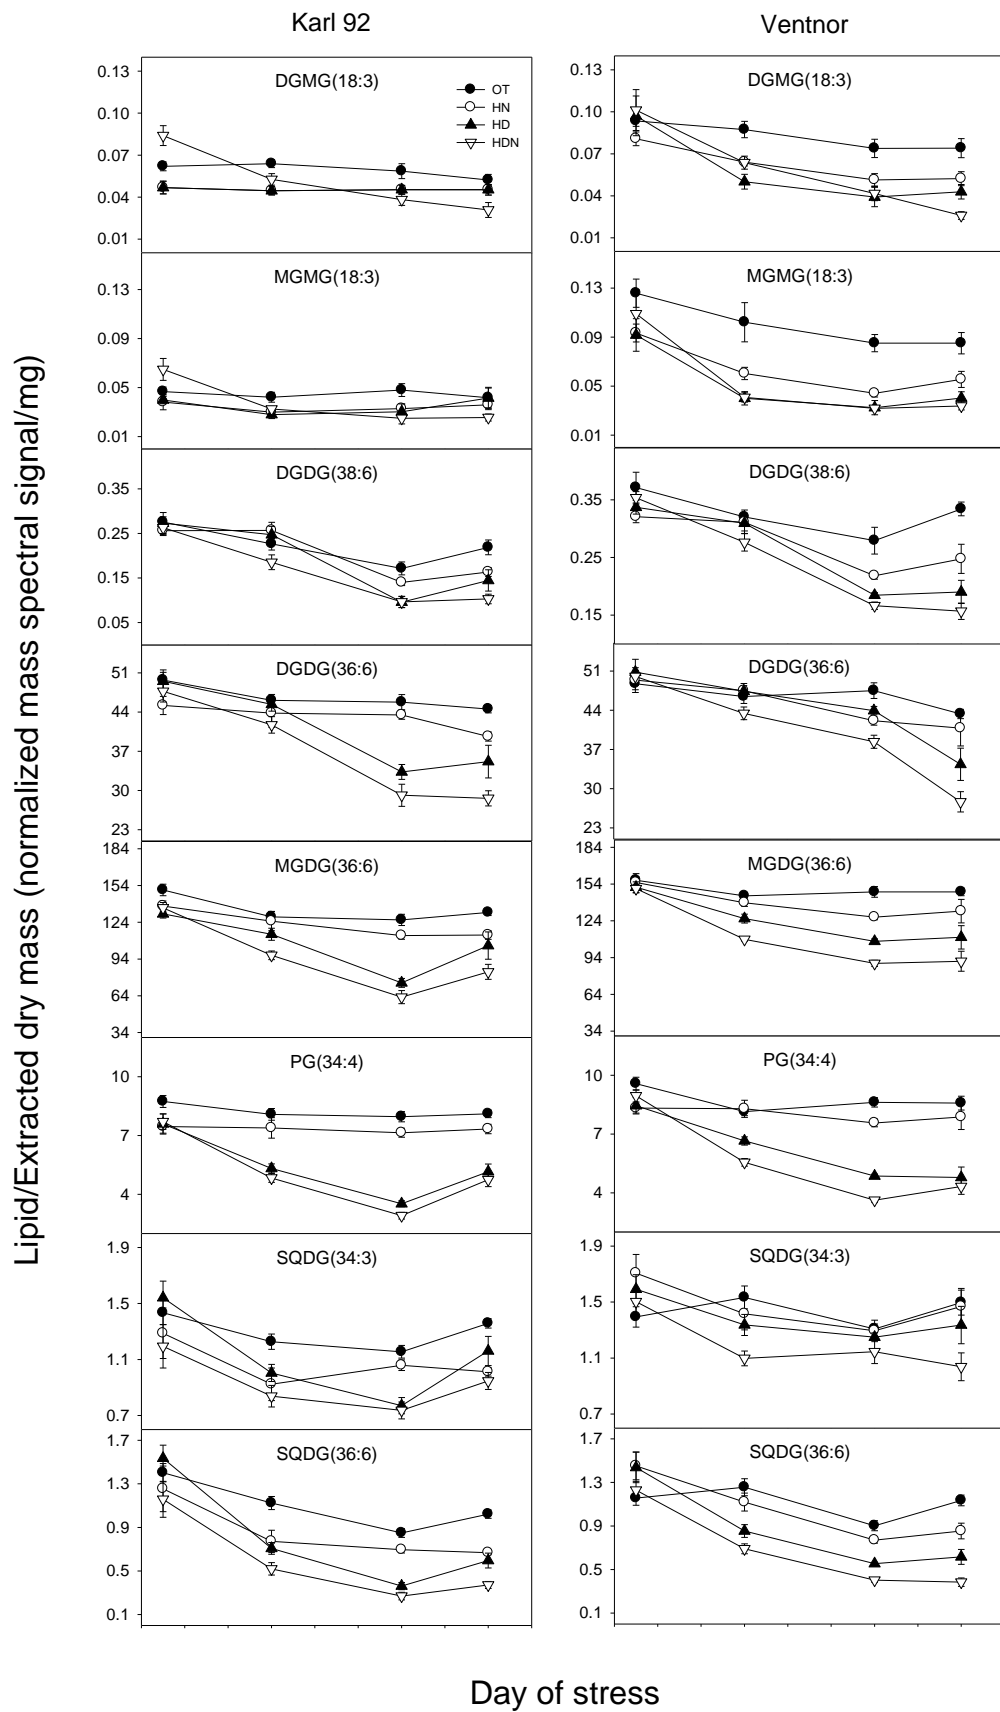 Karl 92
Ventnor
Lipid/Extracted dry mass (normalized mass spectral signal/mg)
DGMG(18:3)
OT
HN
HD
HDN
0.13
0.10
0.07
0.04
0.01
DGMG(18:3)
0.13
0.10
0.07
0.04
0.01
MGMG(18:3)
0.13
0.09
0.05
0.01
MGMG(18:3)
0.13
0.09
0.05
0.01
DGDG(38:6)
0.35
0.25
0.15
0.05
DGDG(38:6)
0.35
0.25
0.15
DGDG(36:6)
51
44
37
30
23
DGDG(36:6)
51
44
37
30
23
MGDG(36:6)
184
154
124
94
64
34
MGDG(36:6)
184
154
124
94
64
34
PG(34:4)
10
7
4
PG(34:4)
10
7
4
SQDG(34:3)
1.9
1.5
1.1
0.7
SQDG(34:3)
1.9
1.5
1.1
0.7
SQDG(36:6)
1.7
1.3
0.9
0.5
0.1
SQDG(36:6)
1.7
1.3
0.9
0.5
0.1
Day of stress